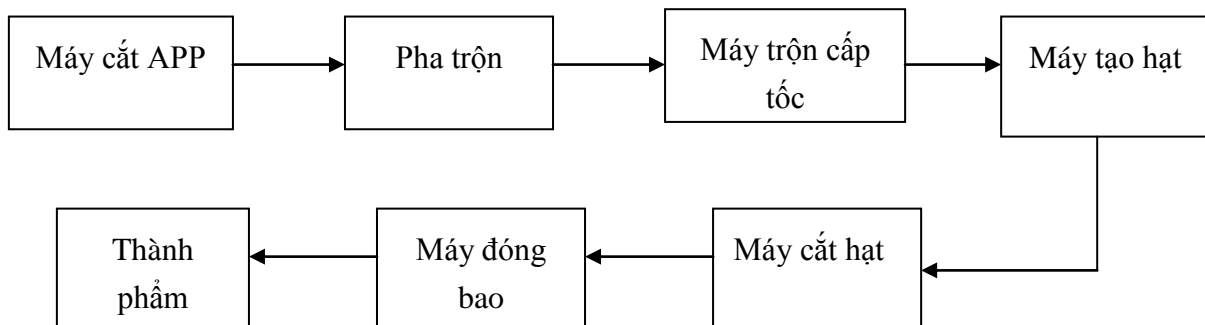 Máy cắt APP
Pha trộn
Máy trộn cấp
tốc
Máy tạo hạt
Máy cắt hạt
Máy đóng
bao
Thành
phẩm